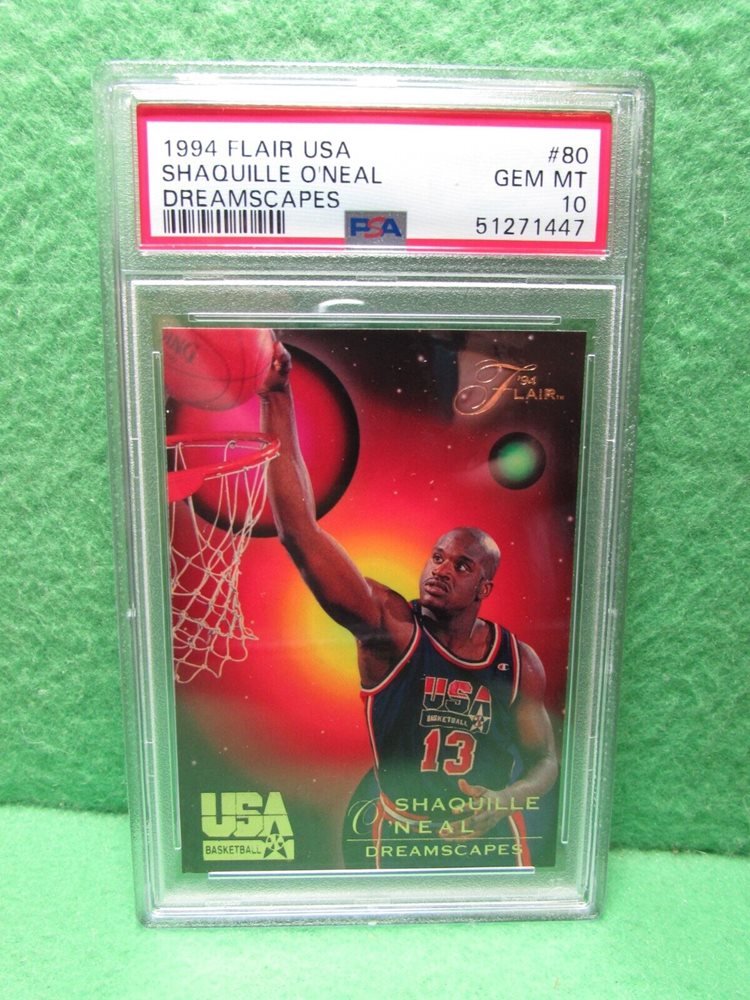 1994 FLAIR USA #80
SHAQUILLE O'NEAL GEM MT
DREAMSCAPES 10
PSA 51271447
'94
FLAIR™
USA
BASKETBALL
13
USA
BASKETBALL
SHAQUILLE
O'NEAL
DREAMSCAPES